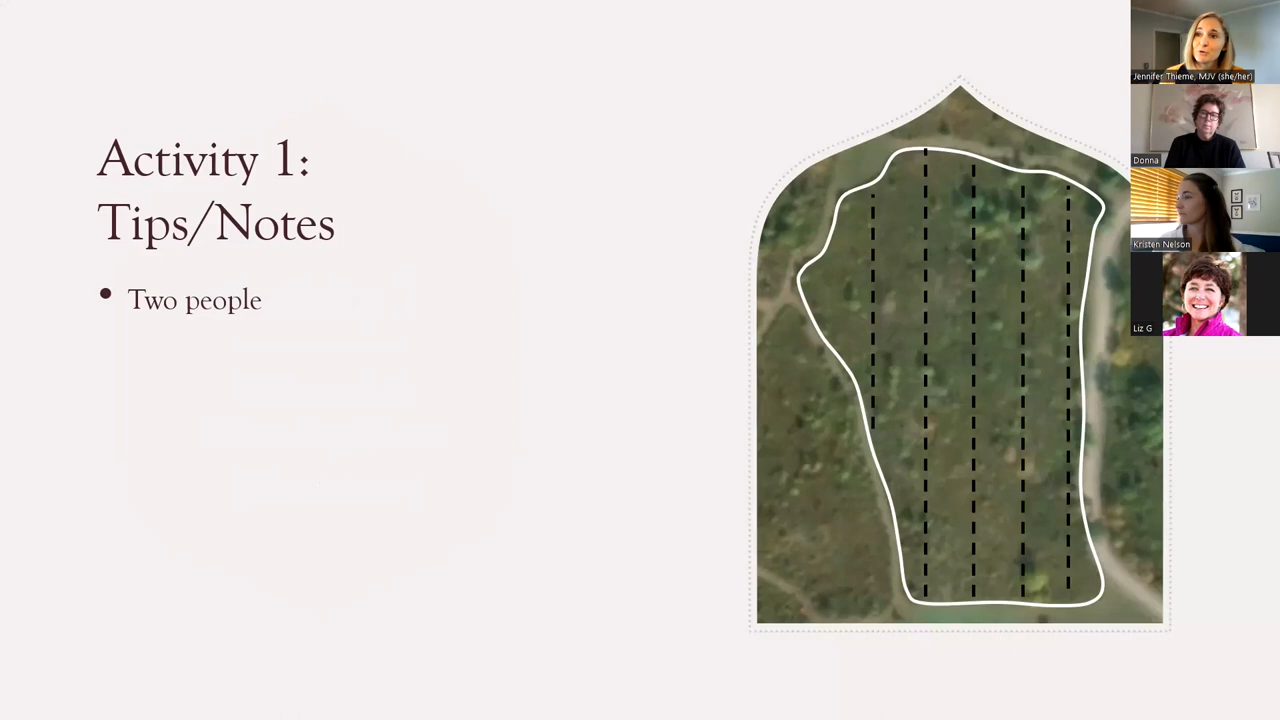 Activity 1:
Tips/Notes
• Two people
Jennifer Thieme, MJV (she/her)
Donna
Kristen Nelson
Liz G